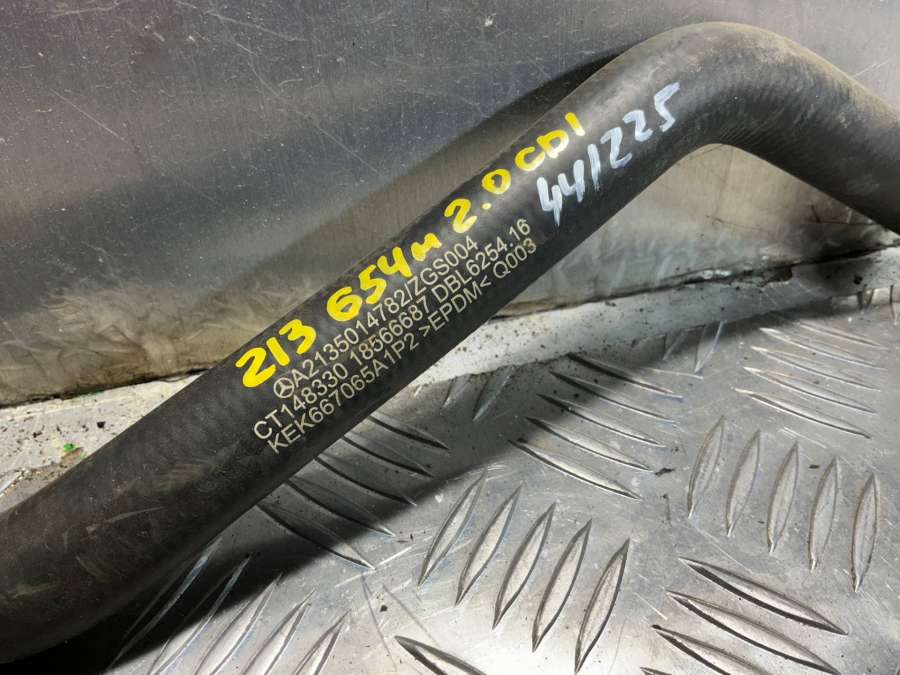 213 654м 2.0 CDI
441225
A2135014782/ZGS004
CT148330 18566687 DBL6254.16
KEK667065A1P2 >EPDM< Q003